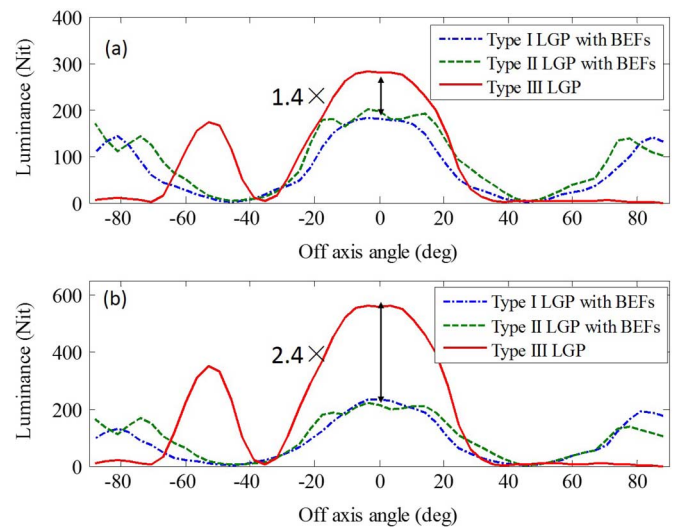 400
(a)
Type I LGP with BEFs
Type II LGP with BEFs
Type III LGP
300
1.4 ×
200
100
0
Luminance (Nit)
-80 -60 -40 -20 0 20 40 60 80
Off axis angle (deg)
600
(b)
Type I LGP with BEFs
Type II LGP with BEFs
Type III LGP
400
2.4 ×
200
0
Luminance (Nit)
-80 -60 -40 -20 0 20 40 60 80
Off axis angle (deg)